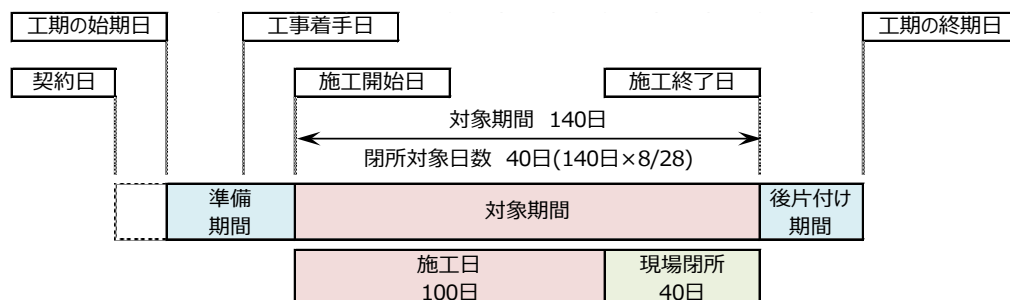 工期の始期日
工事着手日
工期の終期日
契約日
施工開始日
施工終了日
対象期間 140日
閉所対象日数 40日(140日×8/28)
準備
期間
対象期間
後片付け
期間
施工日
100日
現場閉所
40日